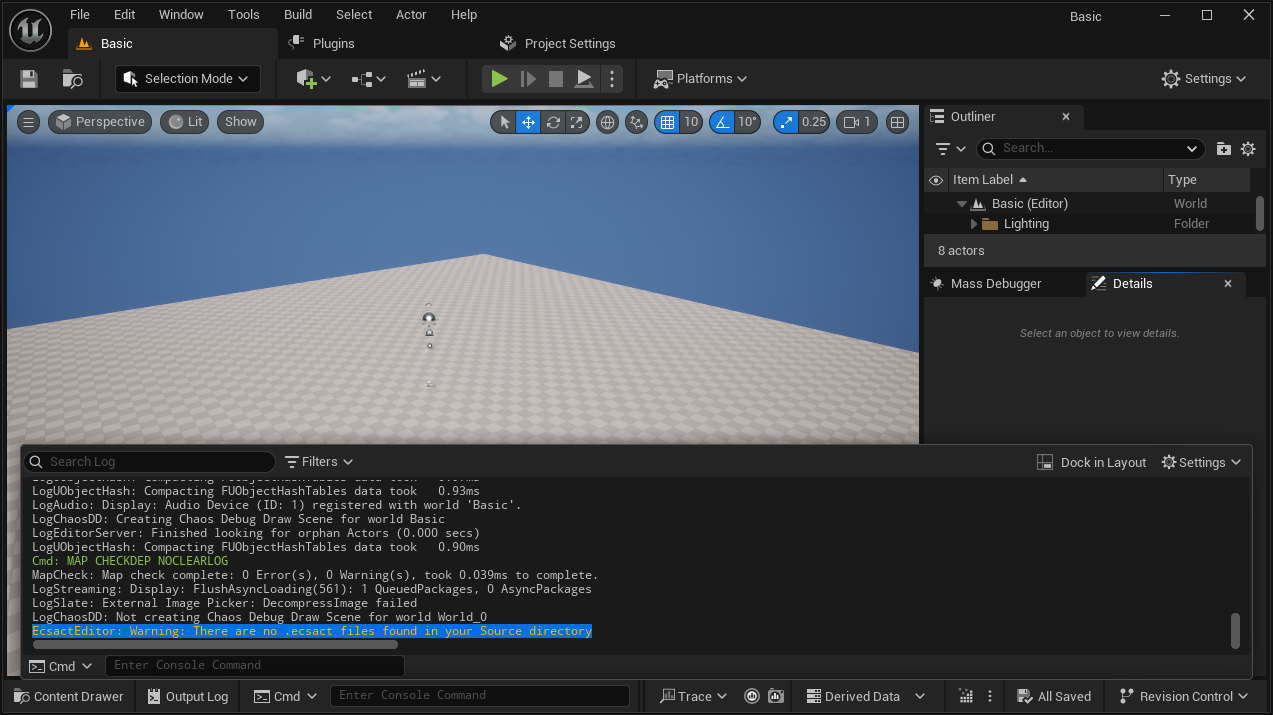 File Edit Window Tools Build Select Actor Help
Basic
Basic
Plugins
Project Settings
Selection Mode
Platforms
Settings
Perspective
Lit
Show
10
10°
0.25
1
Outliner
Search...
Item Label
Type
Basic (Editor)
World
Lighting
Folder
8 actors
Mass Debugger
Details
Select an object to view details.
Search Log
Filters
Dock in Layout
Settings
LogUObjectHash: Compacting FUObjectHashTables data took   0.93ms
LogAudio: Display: Audio Device (ID: 1) registered with world 'Basic'.
LogChaosDD: Creating Chaos Debug Draw Scene for world Basic
LogEditorServer: Finished looking for orphan Actors (0.000 secs)
LogUObjectHash: Compacting FUObjectHashTables data took   0.90ms
Cmd: MAP CHECKDEP NOCLEARLOG
MapCheck: Map check complete: 0 Error(s), 0 Warning(s), took 0.039ms to complete.
LogStreaming: Display: FlushAsyncLoading(561): 1 QueuedPackages, 0 AsyncPackages
LogSlate: External Image Picker: DecompressImage failed
LogChaosDD: Not creating Chaos Debug Draw Scene for world World_0
EcsactEditor: Warning: There are no .ecsact files found in your Source directory
Cmd
Enter Console Command
Content Drawer
Output Log
Cmd
Enter Console Command
Trace
Derived Data
All Saved
Revision Control